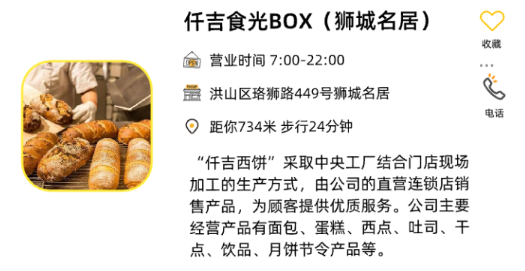 仟吉食光BOX（狮城名居）
收藏
营业时间 7:00-22:00
洪山区珞狮路449号狮城名居
电话
距你734米 步行24分钟
“仟吉西饼”采取中央工厂结合门店现场
加工的生产方式，由公司的直营连锁店销
售产品，为顾客提供优质服务。公司主要
经营产品有面包、蛋糕、西点、吐司、干
点、饮品、月饼节令产品等。